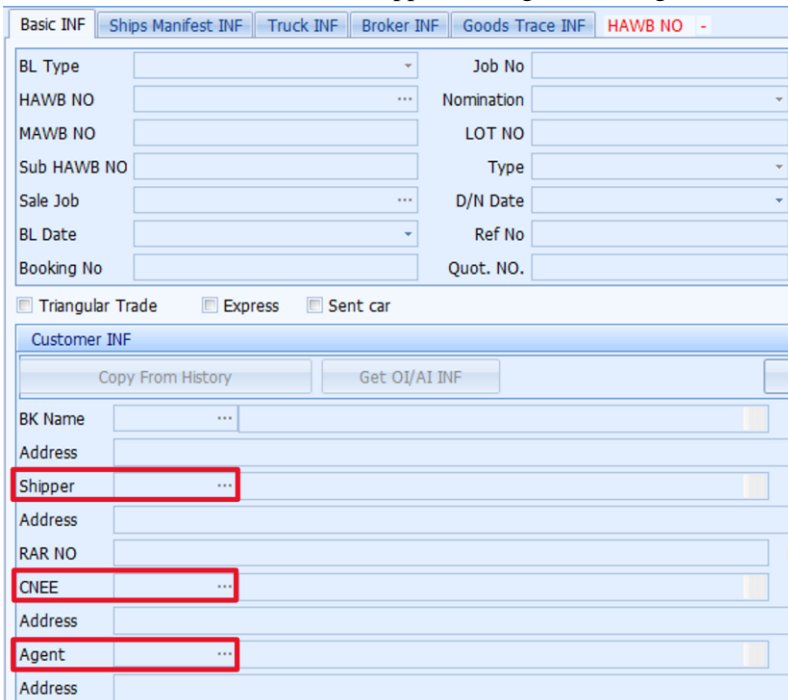 Basic INF Ships Manifest INF Truck INF Broker INF Goods Trace INF HAWB NO -
BL Type Job No
HAWB NO ... Nomination
MAWB NO LOT NO
Sub HAWB NO Type
Sale Job ... D/N Date
BL Date Ref No
Booking No Quot. NO.
Triangular Trade Express Sent car
Customer INF
Copy From History Get OI/AI INF
BK Name ...
Address
Shipper ...
Address
RAR NO
CNEE ...
Address
Agent ...
Address